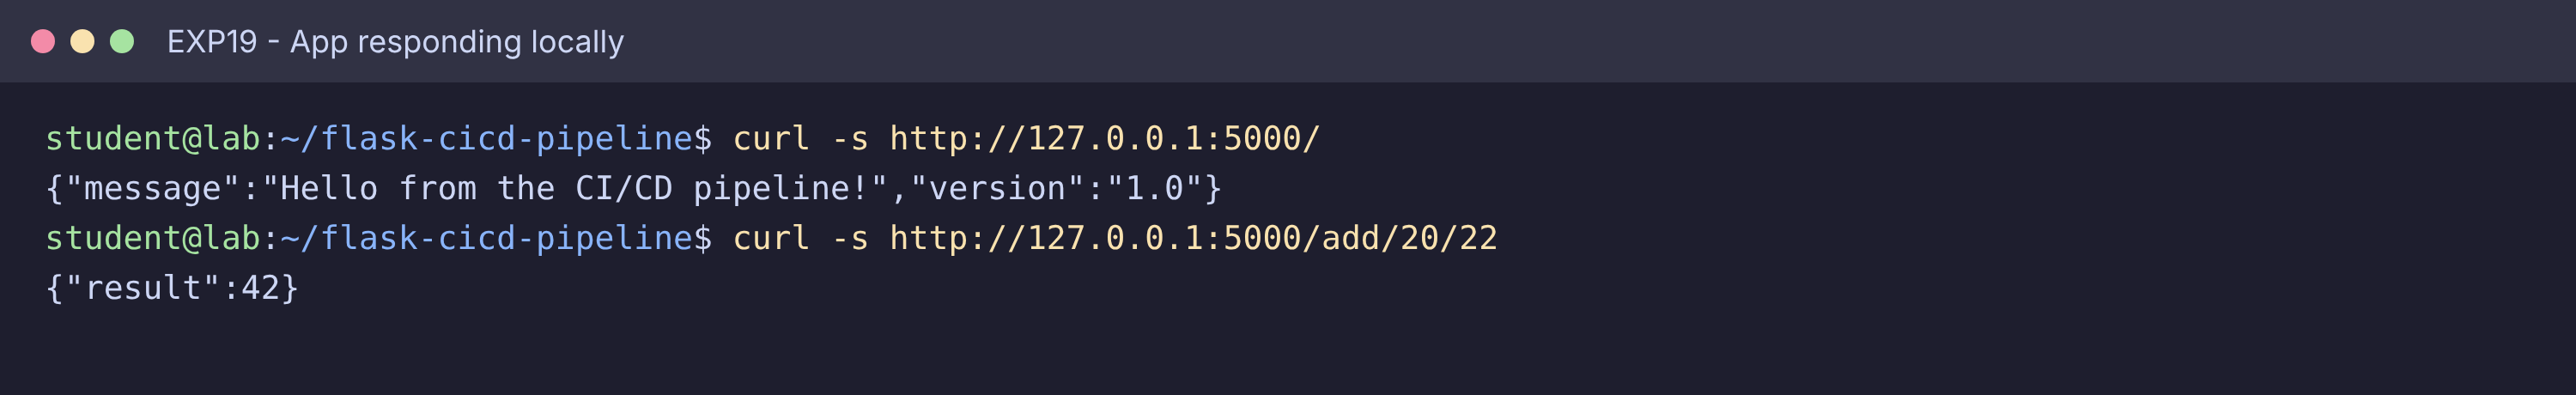 EXP19 - App responding locally
student@lab:~/flask-cicd-pipeline$ curl -s http://127.0.0.1:5000/
{"message":"Hello from the CI/CD pipeline!","version":"1.0"}
student@lab:~/flask-cicd-pipeline$ curl -s http://127.0.0.1:5000/add/20/22
{"result":42}